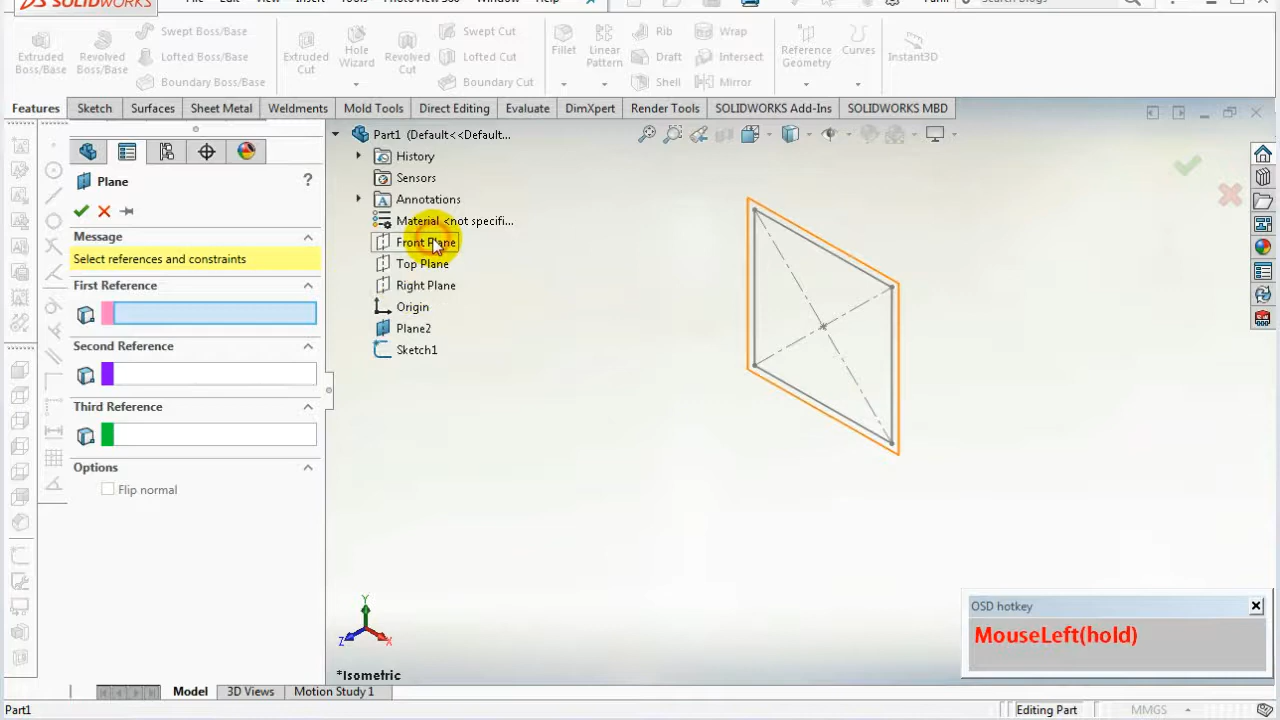 SOLIDWORKS
Swept Boss/Base
Lofted Boss/Base
Boundary Boss/Base
Extruded Boss/Base
Revolved Boss/Base
Extruded Cut
Hole Wizard
Revolved Cut
Swept Cut
Lofted Cut
Boundary Cut
Fillet
Linear Pattern
Rib
Draft
Shell
Wrap
Intersect
Mirror
Reference Geometry
Curves
Instant3D
Features Sketch Surfaces Sheet Metal Weldments Mold Tools Direct Editing Evaluate DimXpert Render Tools SOLIDWORKS Add-Ins SOLIDWORKS MBD
Plane
?
Message
Select references and constraints
First Reference
Second Reference
Third Reference
Options
Flip normal
Part1 (Default<<Default...
History
Sensors
Annotations
Material <not specifi...
Front Plane
Top Plane
Right Plane
Origin
Plane2
Sketch1
Y
Z
X
*Isometric
OSD hotkey
MouseLeft(hold)
Model 3D Views Motion Study 1
Part1
Editing Part
MMGS